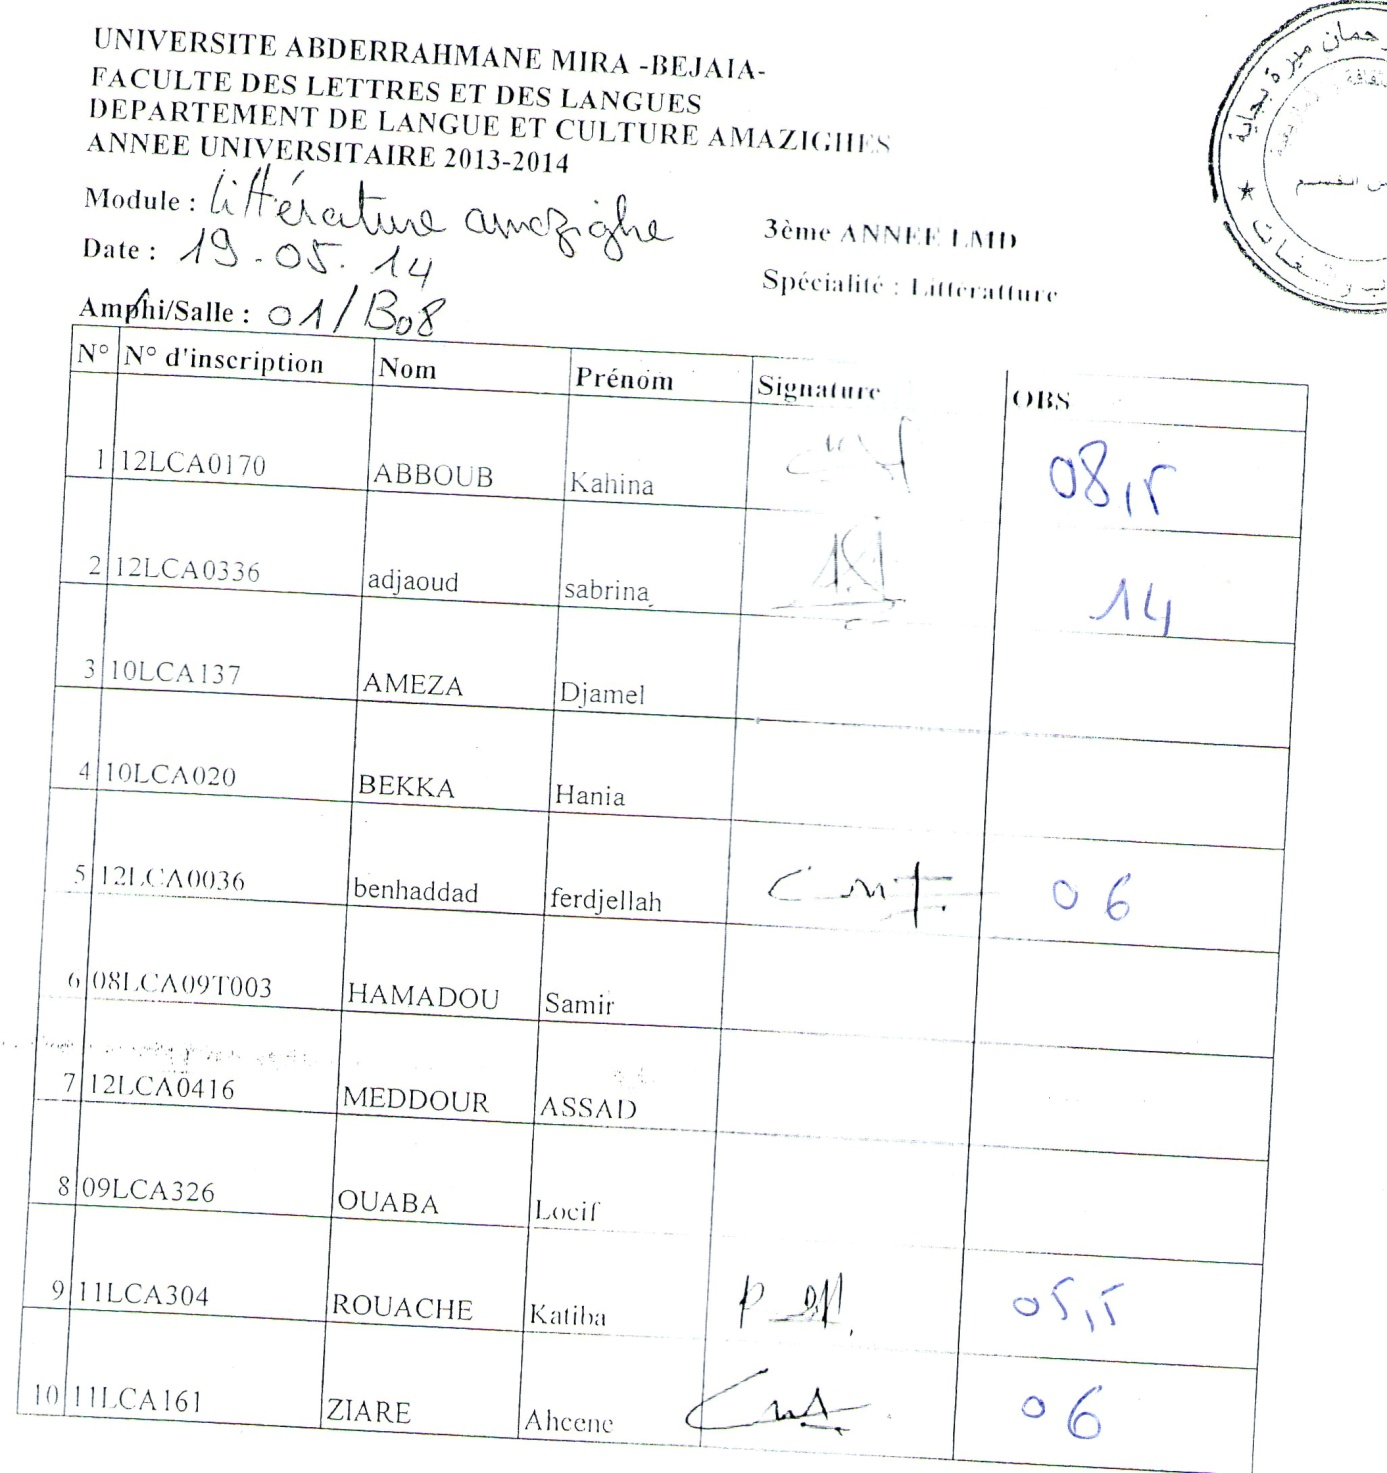 UNIVERSITE ABDERRAHMANE MIRA -BEJAIA-
FACULTE DES LETTRES ET DES LANGUES
DEPARTEMENT DE LANGUE ET CULTURE AMAZIGHES
ANNEE UNIVERSITAIRE 2013-2014
Module : Littérature amazighe
3ème ANNEE LMD
Date : 19.05.14
Spécialité : Litteratture
Amphi/Salle : 01/B08
N° N° d'inscription Nom Prénom Signature OBS
1 12LCA0170 ABBOUB Kahina 08,5
2 12LCA0336 adjaoud sabrina 14
3 10LCA137 AMEZA Djamel
4 10LCA020 BEKKA Hania
5 12LCA0036 benhaddad ferdjellah 06
6 08LCA09T003 HAMADOU Samir
7 12LCA0416 MEDDOUR ASSAD
8 09LCA326 OUABA Locif
9 11LCA304 ROUACHE Katiba 05,5
10 11LCA161 ZIARE Ahcene 06